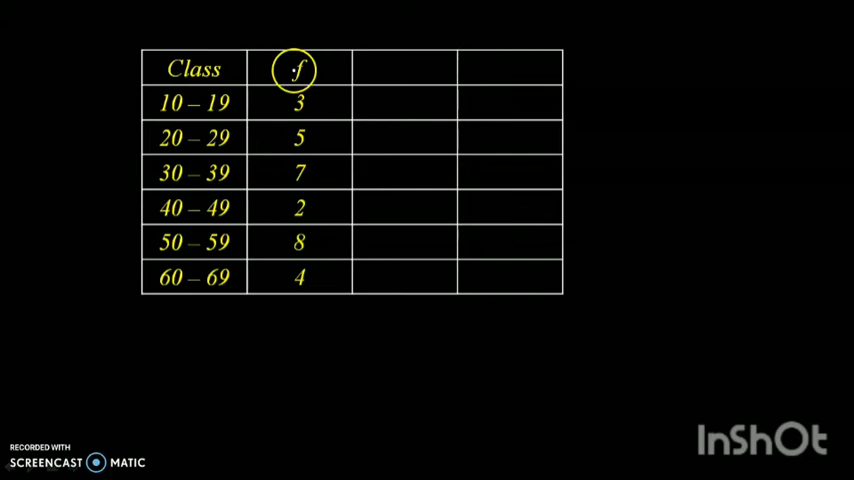 Class f
10 – 19 3
20 – 29 5
30 – 39 7
40 – 49 2
50 – 59 8
60 – 69 4
RECORDED WITH
SCREENCAST MATIC
InShOt